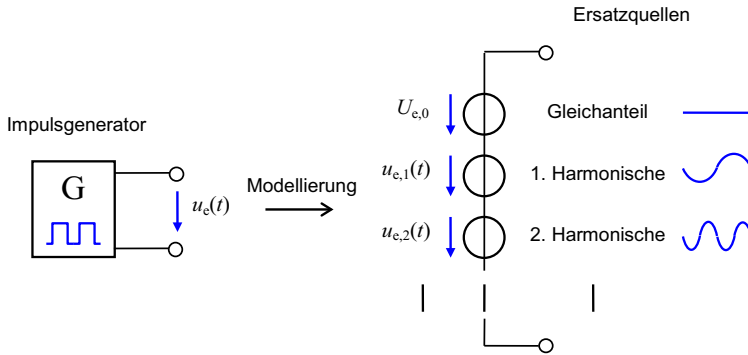 Ersatzquellen
Impulsgenerator
G
u_e(t)
Modellierung
U_e,0
Gleichanteil
u_e,1(t)
1. Harmonische
u_e,2(t)
2. Harmonische